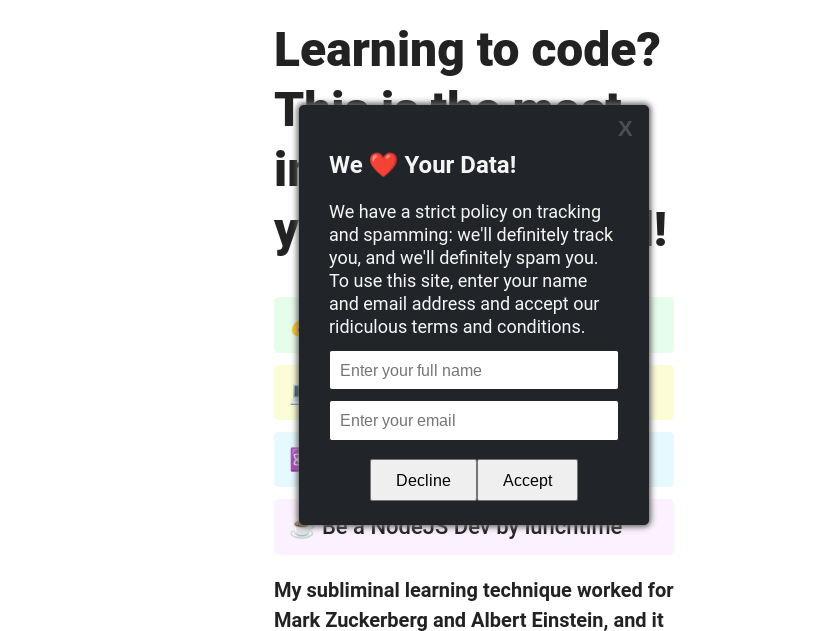 Learning to code?
This is the most
X
We ❤️ Your Data!
We have a strict policy on tracking
and spamming: we'll definitely track
you, and we'll definitely spam you.
To use this site, enter your name
and email address and accept our
ridiculous terms and conditions.
Enter your full name
Enter your email
Decline
Accept
Be a NodeJS Dev by lunchtime
My subliminal learning technique worked for
Mark Zuckerberg and Albert Einstein, and it